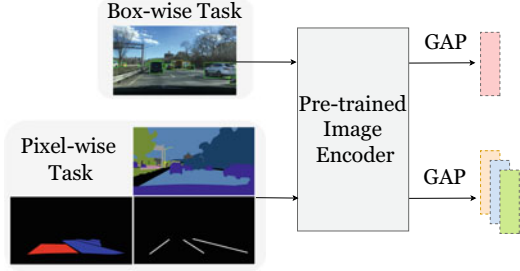 Box-wise Task
GAP
Pre-trained
Image
Encoder
Pixel-wise
Task
GAP